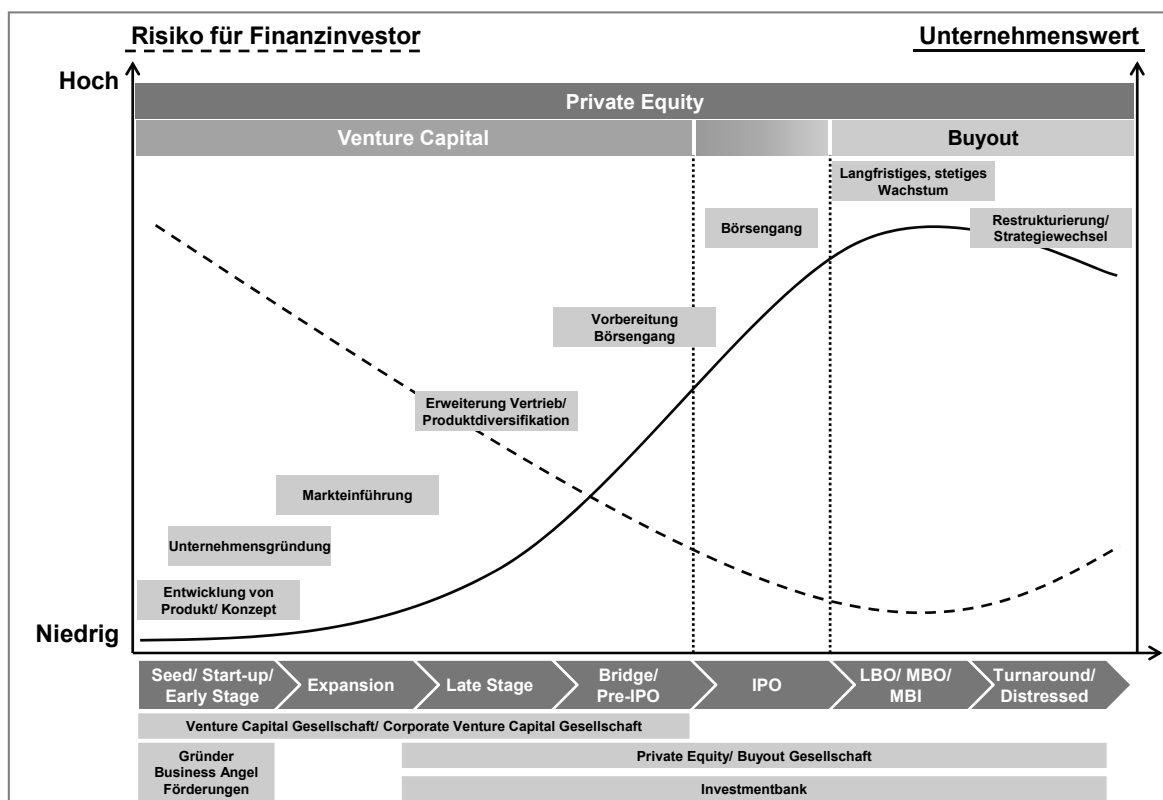 Risiko für Finanzinvestor
Unternehmenswert
Hoch
Private Equity
Venture Capital
Buyout
Langfristiges, stetiges
Wachstum
Börsengang
Restrukturierung/
Strategiewechsel
Vorbereitung
Börsengang
Erweiterung Vertrieb/
Produktdiversifikation
Markteinführung
Unternehmensgründung
Entwicklung von
Produkt/ Konzept
Niedrig
Seed/ Start-up/
Early Stage
Expansion
Late Stage
Bridge/
Pre-IPO
IPO
LBO/ MBO/
MBI
Turnaround/
Distressed
Venture Capital Gesellschaft/ Corporate Venture Capital Gesellschaft
Gründer
Business Angel
Förderungen
Private Equity/ Buyout Gesellschaft
Investmentbank